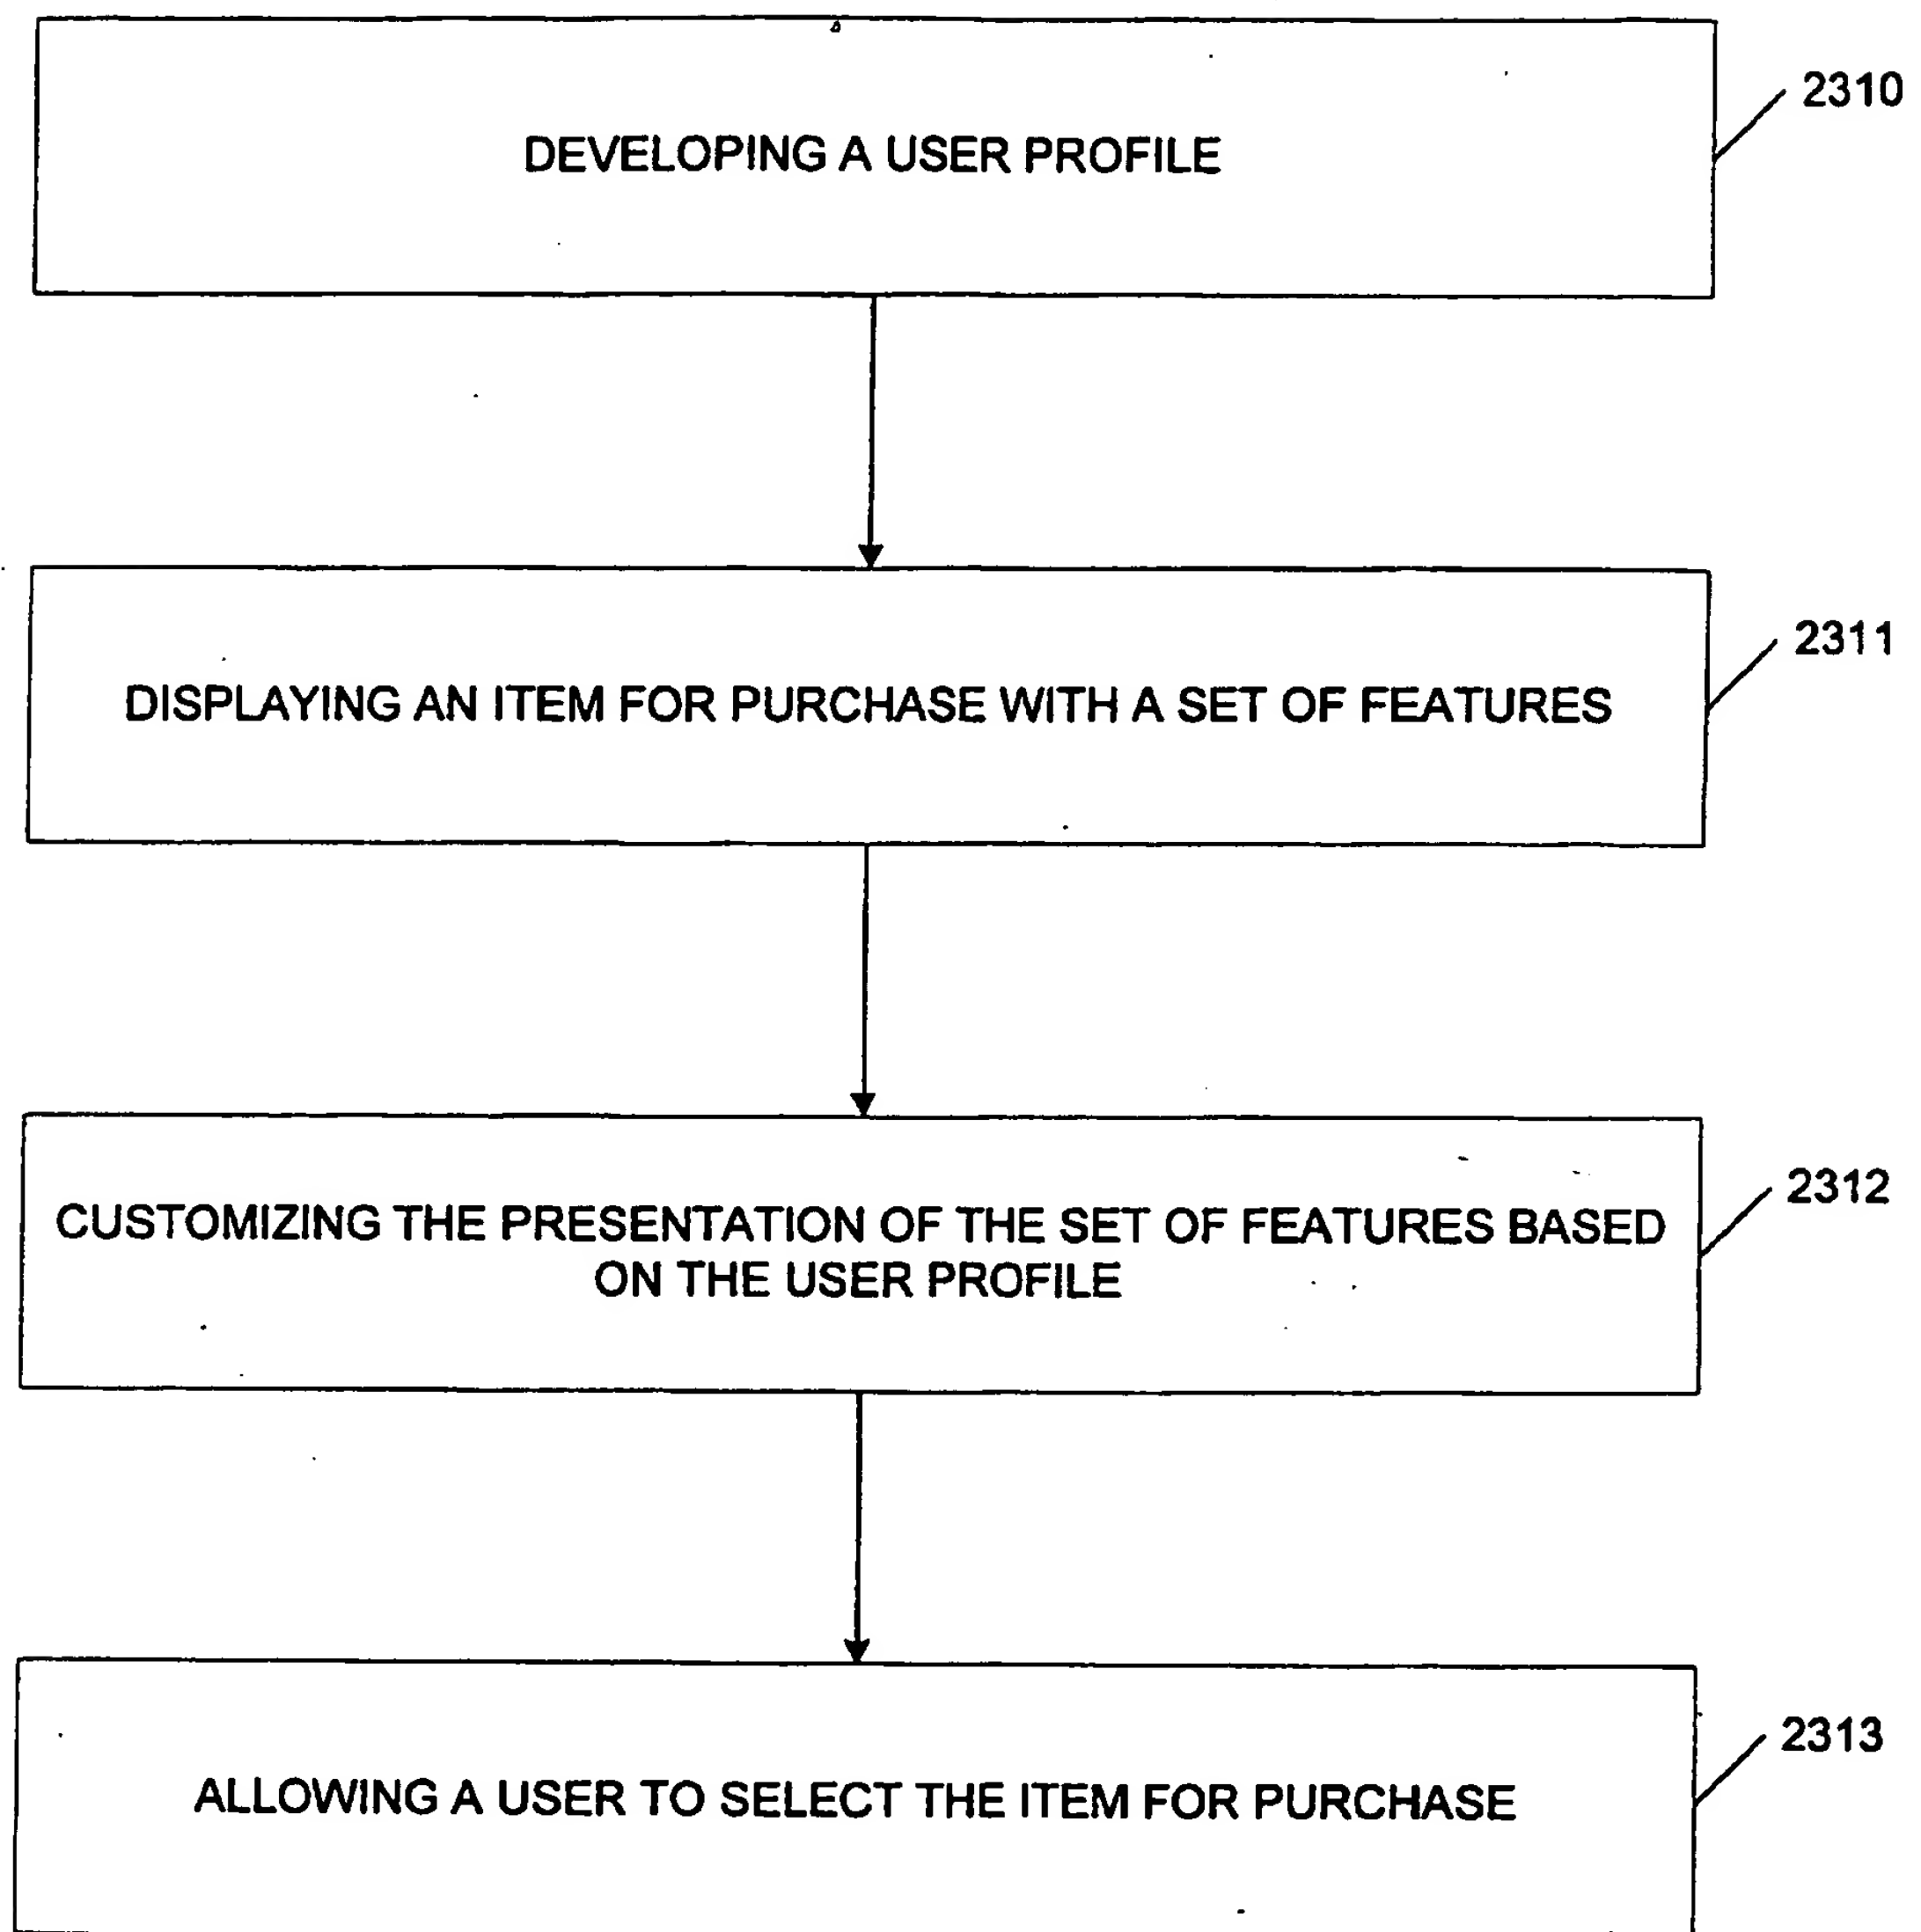 DEVELOPING A USER PROFILE
2310
DISPLAYING AN ITEM FOR PURCHASE WITH A SET OF FEATURES
2311
CUSTOMIZING THE PRESENTATION OF THE SET OF FEATURES BASED
ON THE USER PROFILE
2312
ALLOWING A USER TO SELECT THE ITEM FOR PURCHASE
2313